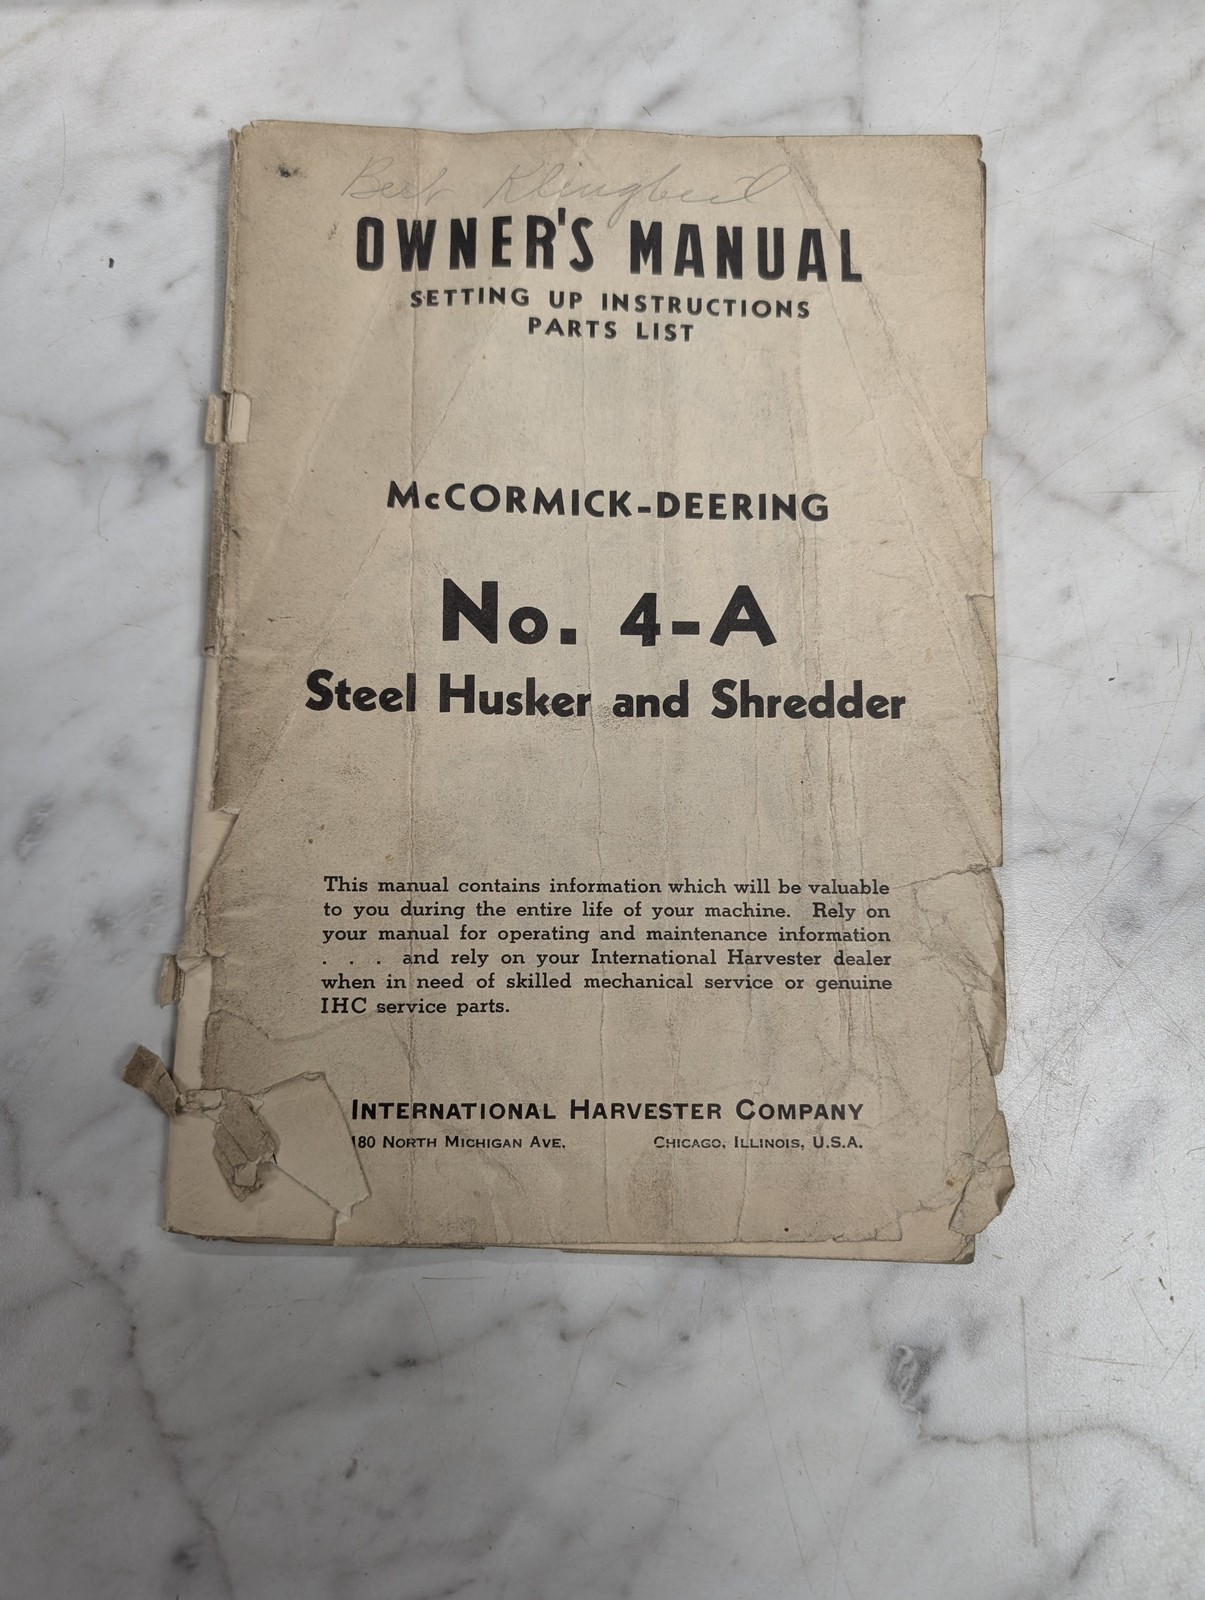 Bert Klingbeil
OWNER'S MANUAL
SETTING UP INSTRUCTIONS
PARTS LIST
McCORMICK-DEERING
No. 4-A
Steel Husker and Shredder
This manual contains information which will be valuable
to you during the entire life of your machine. Rely on
your manual for operating and maintenance information
. . . and rely on your International Harvester dealer
when in need of skilled mechanical service or genuine
IHC service parts.
INTERNATIONAL HARVESTER COMPANY
180 NORTH MICHIGAN AVE. CHICAGO, ILLINOIS, U.S.A.